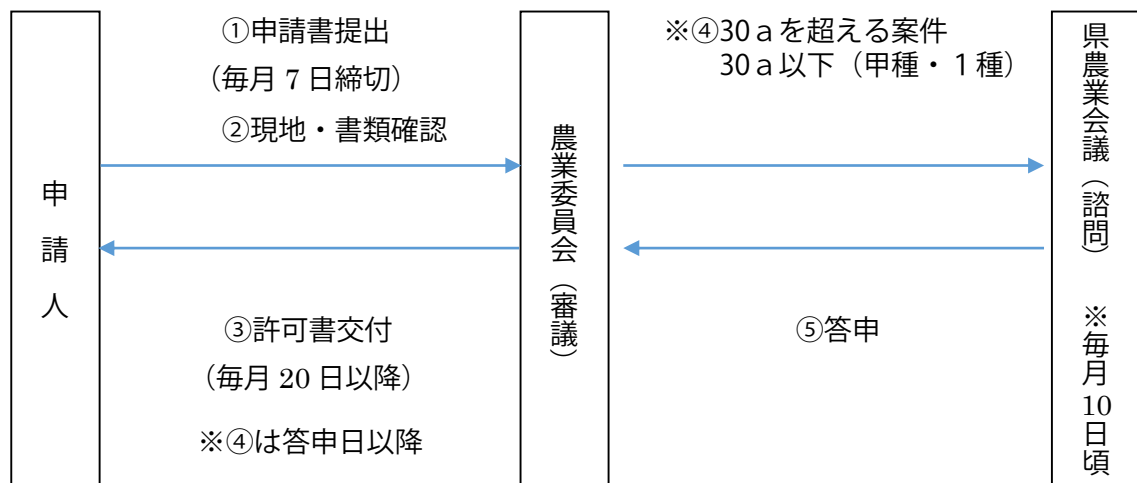 申請人
①申請書提出
（毎月 7 日締切）
②現地・書類確認
③許可書交付
（毎月 20 日以降）
※④は答申日以降
農業委員会（審議）
※④30ａを超える案件
30ａ以下（甲種・１種）
⑤答申
県農業会議（諮問）　※毎月 10 日頃